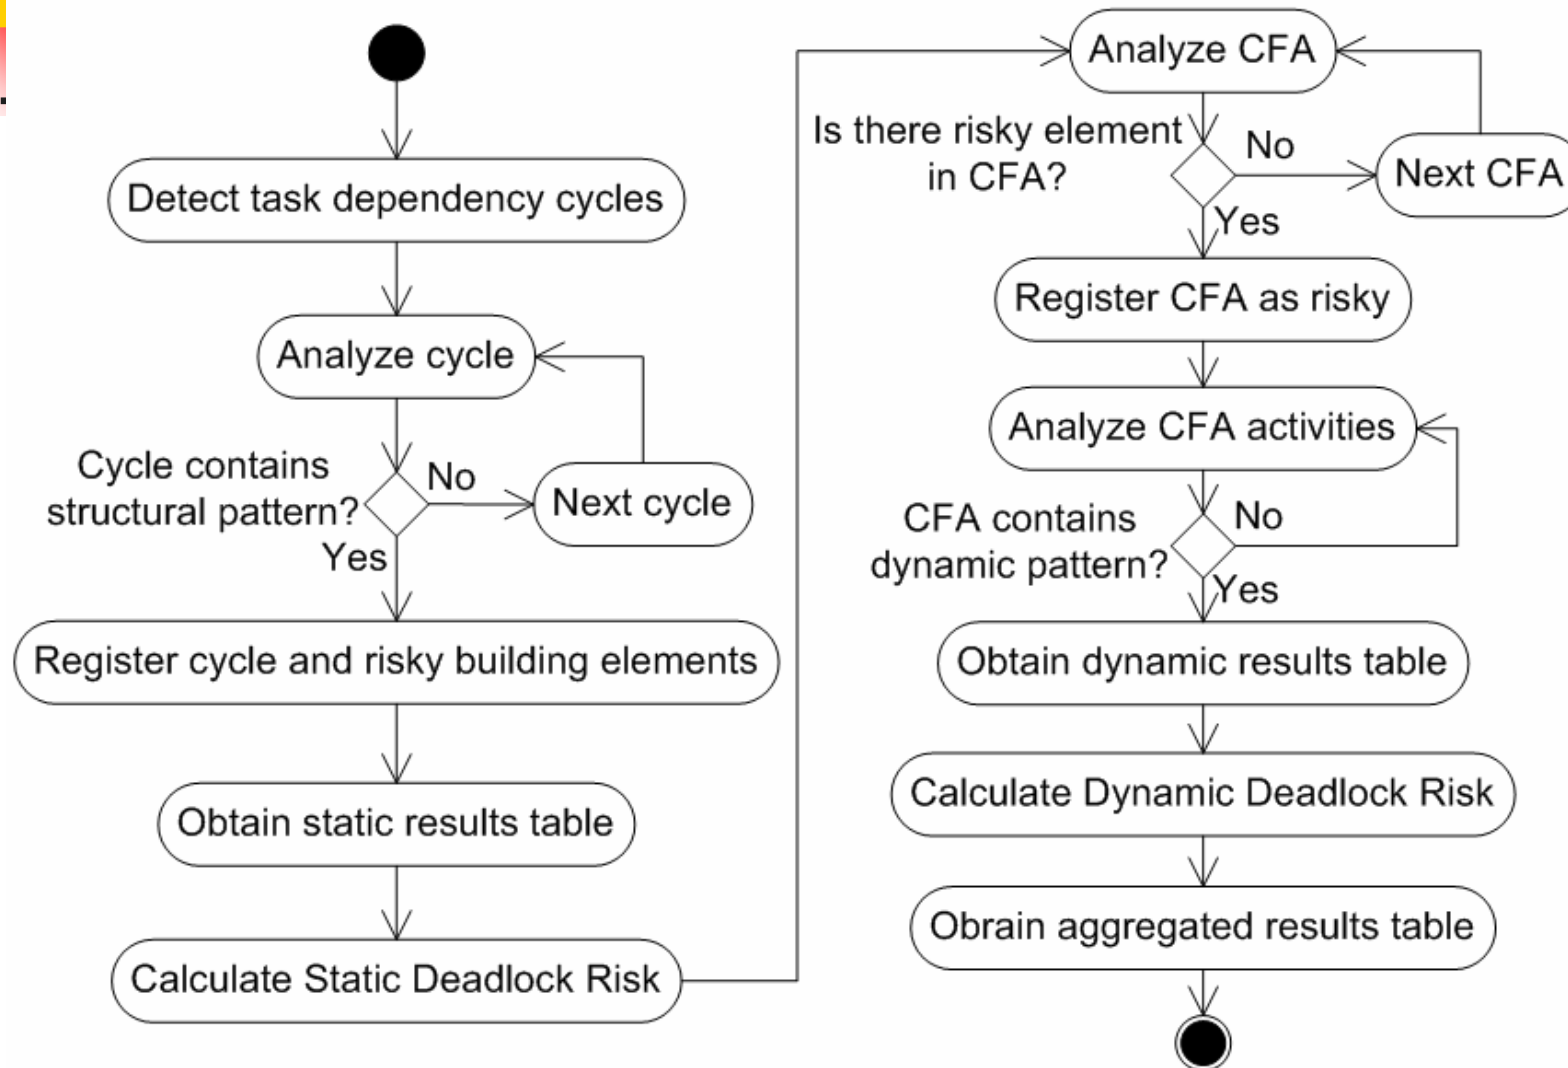 Detect task dependency cycles
Analyze cycle
Cycle contains
structural pattern?
No
Next cycle
Yes
Register cycle and risky building elements
Obtain static results table
Calculate Static Deadlock Risk
Analyze CFA
Is there risky element
in CFA?
No
Next CFA
Yes
Register CFA as risky
Analyze CFA activities
CFA contains
dynamic pattern?
No
Yes
Obtain dynamic results table
Calculate Dynamic Deadlock Risk
Obrain aggregated results table